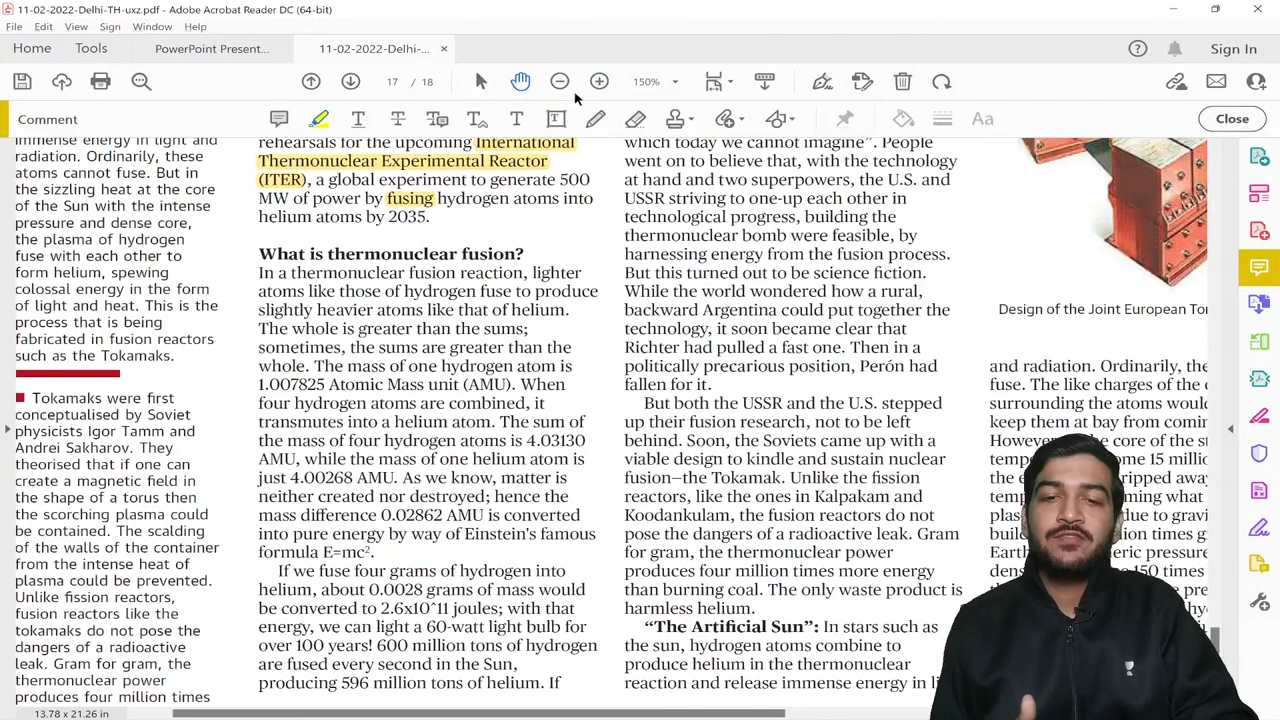 11-02-2022-Delhi-TH-uxz.pdf - Adobe Acrobat Reader DC (64-bit)
File Edit View Sign Window Help
Home Tools PowerPoint Present... 11-02-2022-Delhi-... × Sign In
17 / 18 150%
Comment Close
immense energy in light and
radiation. Ordinarily, these
atoms cannot fuse. But in
the sizzling heat at the core
of the Sun with the intense
pressure and dense core,
the plasma of hydrogen
fuse with each other to
form helium, spewing
colossal energy in the form
of light and heat. This is the
process that is being
fabricated in fusion reactors
such as the Tokamaks.
Tokamaks were first
conceptualised by Soviet
physicists Igor Tamm and
Andrei Sakharov. They
theorised that if one can
create a magnetic field in
the shape of a torus then
the scorching plasma could
be contained. The scalding
of the walls of the container
from the intense heat of
plasma could be prevented.
Unlike fission reactors,
fusion reactors like the
tokamaks do not pose the
dangers of a radioactive
leak. Gram for gram, the
thermonuclear power
produces four million times
rehearsals for the upcoming International
Thermonuclear Experimental Reactor
(ITER), a global experiment to generate 500
MW of power by fusing hydrogen atoms into
helium atoms by 2035.
What is thermonuclear fusion?
In a thermonuclear fusion reaction, lighter
atoms like those of hydrogen fuse to produce
slightly heavier atoms like that of helium.
The whole is greater than the sums;
sometimes, the sums are greater than the
whole. The mass of one hydrogen atom is
1.007825 Atomic Mass unit (AMU). When
four hydrogen atoms are combined, it
transmutes into a helium atom. The sum of
the mass of four hydrogen atoms is 4.03130
AMU, while the mass of one helium atom is
just 4.00268 AMU. As we know, matter is
neither created nor destroyed; hence the
mass difference 0.02862 AMU is converted
into pure energy by way of Einstein's famous
formula E=mc².
If we fuse four grams of hydrogen into
helium, about 0.0028 grams of mass would
be converted to 2.6x10^11 joules; with that
energy, we can light a 60-watt light bulb for
over 100 years! 600 million tons of hydrogen
are fused every second in the Sun,
producing 596 million tons of helium. If
which today we cannot imagine". People
went on to believe that, with the technology
at hand and two superpowers, the U.S. and
USSR striving to one-up each other in
technological progress, building the
thermonuclear bomb were feasible, by
harnessing energy from the fusion process.
But this turned out to be science fiction.
While the world wondered how a rural,
backward Argentina could put together the
technology, it soon became clear that
Richter had pulled a fast one. Then in a
politically precarious position, Perón had
fallen for it.
But both the USSR and the U.S. stepped
up their fusion research, not to be left
behind. Soon, the Soviets came up with a
viable design to kindle and sustain nuclear
fusion—the Tokamak. Unlike the fission
reactors, like the ones in Kalpakam and
Koodankulam, the fusion reactors do not
pose the dangers of a radioactive leak. Gram
for gram, the thermonuclear power
produces four million times more energy
than burning coal. The only waste product is
harmless helium.
“The Artificial Sun”: In stars such as
the sun, hydrogen atoms combine to
produce helium in the thermonuclear
reaction and release immense energy in
Design of the Joint European
and radiation. Ordinarily, the
fuse. The like charges of the
surrounding the atoms would
keep them at bay from
However core of the
15
ripped away
due to
times
Earth pressure
150 times
13.78 x 21.26 in